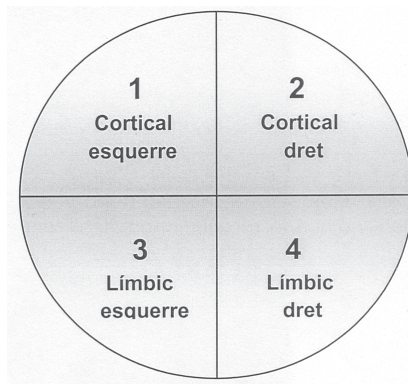 1
Cortical
esquerre
2
Cortical
dret
3
Límbic
esquerre
4
Límbic
dret